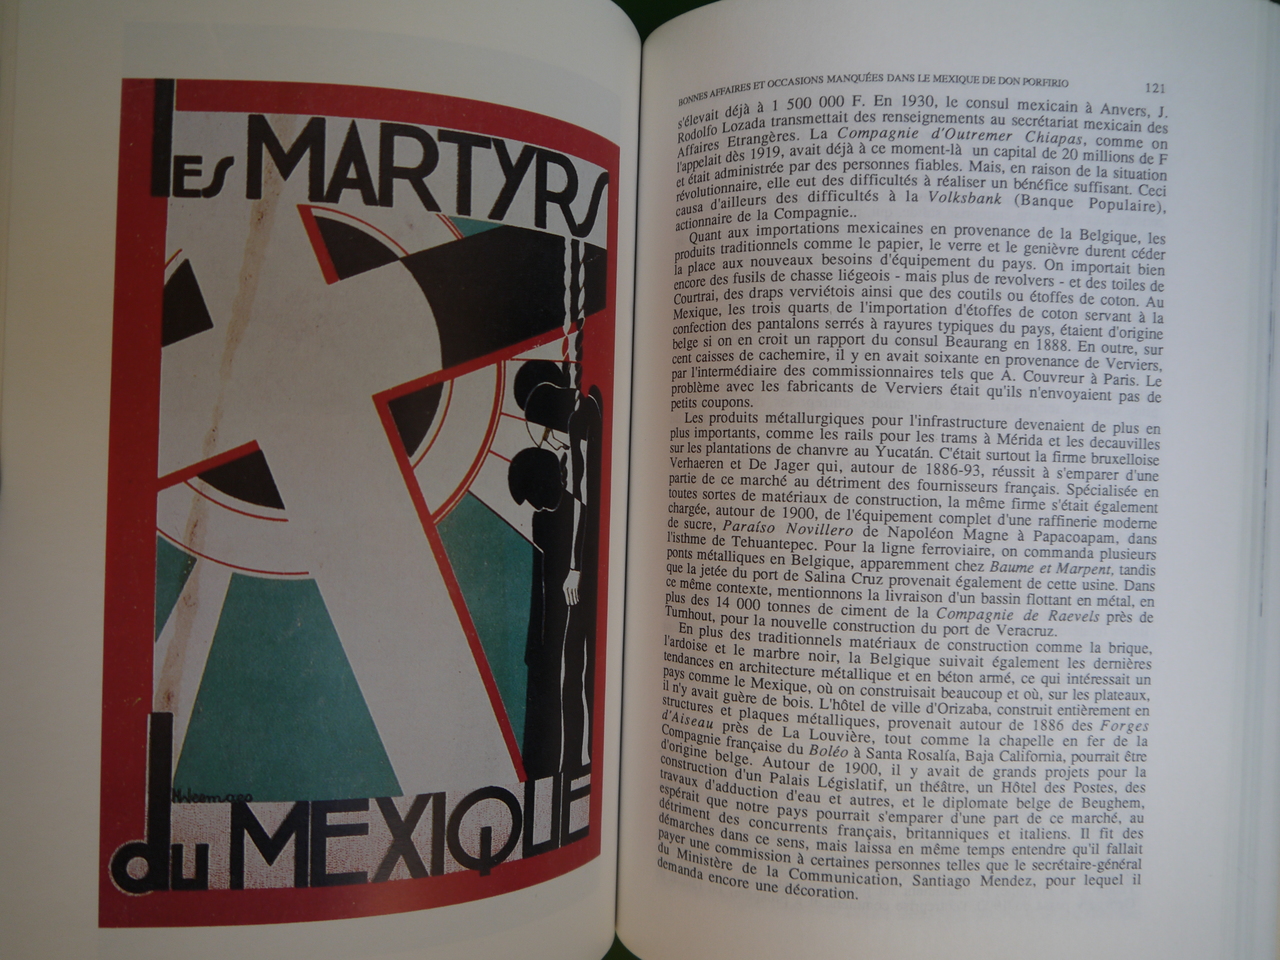 Les MARTYRS
du MEXIQUE
BONNES AFFAIRES ET OCCASIONS MANQUÉES DANS LE MEXIQUE DE DON PORFIRIO 121
s'élevait déjà à 1 500 000 F. En 1930, le consul mexicain à Anvers, J.
Rodolfo Lozada transmettait des renseignements au secrétariat mexicain des
Affaires Etrangères. La Compagnie d'Outremer Chiapas, comme on
l'appelait dès 1919, avait déjà à ce moment-là un capital de 20 millions de F
et était administrée par des personnes fiables. Mais, en raison de la situation
révolutionnaire, elle eut des difficultés à réaliser un bénéfice suffisant. Ceci
causa d'ailleurs des difficultés à la Volksbank (Banque Populaire),
actionnaire de la Compagnie..
Quant aux importations mexicaines en provenance de la Belgique, les
produits traditionnels comme le papier, le verre et le genièvre durent céder
la place aux nouveaux besoins d'équipement du pays. On importait bien
encore des fusils de chasse liégeois - mais plus de revolvers - et des toiles de
Courtrai, des draps verviétois ainsi que des coutils ou étoffes de coton. Au
Mexique, les trois quarts de l'importation d'étoffes de coton servant à la
confection des pantalons serrés à rayures typiques du pays, étaient d'origine
belge si on en croit un rapport du consul Beaurang en 1888. En outre, sur
cent caisses de cachemire, il y en avait soixante en provenance de Verviers,
par l'intermédiaire des commissionnaires tels que A. Couvreur à Paris. Le
problème avec les fabricants de Verviers était qu'ils n'envoyaient pas de
petits coupons.
Les produits métallurgiques pour l'infrastructure devenaient de plus en
plus importants, comme les rails pour les trams à Mérida et les decauvilles
sur les plantations de chanvre au Yucatán. C'était surtout la firme bruxelloise
Verhaeren et De Jager qui, autour de 1886-93, réussit à s'emparer d'une
partie de ce marché au détriment des fournisseurs français. Spécialisée en
toutes sortes de matériaux de construction, la même firme s'était également
chargée, autour de 1900, de l'équipement complet d'une raffinerie moderne
de sucre, Paraíso Novillero de Napoléon Magne à Papacoapam, dans
l'isthme de Tehuantepec. Pour la ligne ferroviaire, on commanda plusieurs
ponts métalliques en Belgique, apparemment chez Baume et Marpent, tandis
que la jetée du port de Salina Cruz provenait également de cette usine. Dans
ce même contexte, mentionnons la livraison d'un bassin flottant en métal, en
plus des 14 000 tonnes de ciment de la Compagnie de Raevels près de
Turnhout, pour la nouvelle construction du port de Veracruz.
En plus des traditionnels matériaux de construction comme la brique,
l'ardoise et le marbre noir, la Belgique suivait également les dernières
tendances en architecture métallique et en béton armé, ce qui intéressait un
pays comme le Mexique, où on construisait beaucoup et où, sur les plateaux,
il n'y avait guère de bois. L'hôtel de ville d'Orizaba, construit entièrement en
structures et plaques métalliques, provenait autour de 1886 des Forges
d'Aiseau près de La Louvière, tout comme la chapelle en fer de la
Compagnie française du Boléo à Santa Rosalía, Baja California, pourrait être
d'origine belge. Autour de 1900, il y avait de grands projets pour la
construction d'un Palais Législatif, un théâtre, un Hôtel des Postes, des
travaux d'adduction d'eau et autres, et le diplomate belge de Beughem,
espérait que notre pays pourrait s'emparer d'une part de ce marché, au
détriment des concurrents français, britanniques et italiens. Il fit des
démarches dans ce sens, mais laissa en même temps entendre qu'il fallait
payer une commission à certaines personnes telles que le secrétaire-général
du Ministère de la Communication, Santiago Mendez, pour lequel il
demanda encore une décoration.